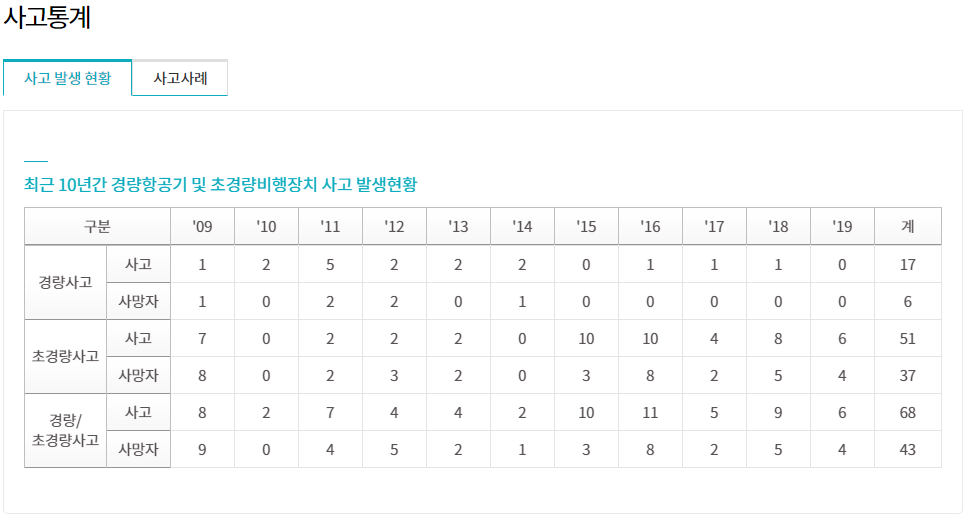 사고통계
사고 발생 현황 사고사례
최근 10년간 경량항공기 및 초경량비행장치 사고 발생현황
구분 '09 '10 '11 '12 '13 '14 '15 '16 '17 '18 '19 계
경량사고 사고 1 2 5 2 2 2 0 1 1 1 0 17
사망자 1 0 2 2 0 1 0 0 0 0 0 6
초경량사고 사고 7 0 2 2 2 0 10 10 4 8 6 51
사망자 8 0 2 3 2 0 3 8 2 5 4 37
경량/
초경량사고 사고 8 2 7 4 4 2 10 11 5 9 6 68
사망자 9 0 4 5 2 1 3 8 2 5 4 43